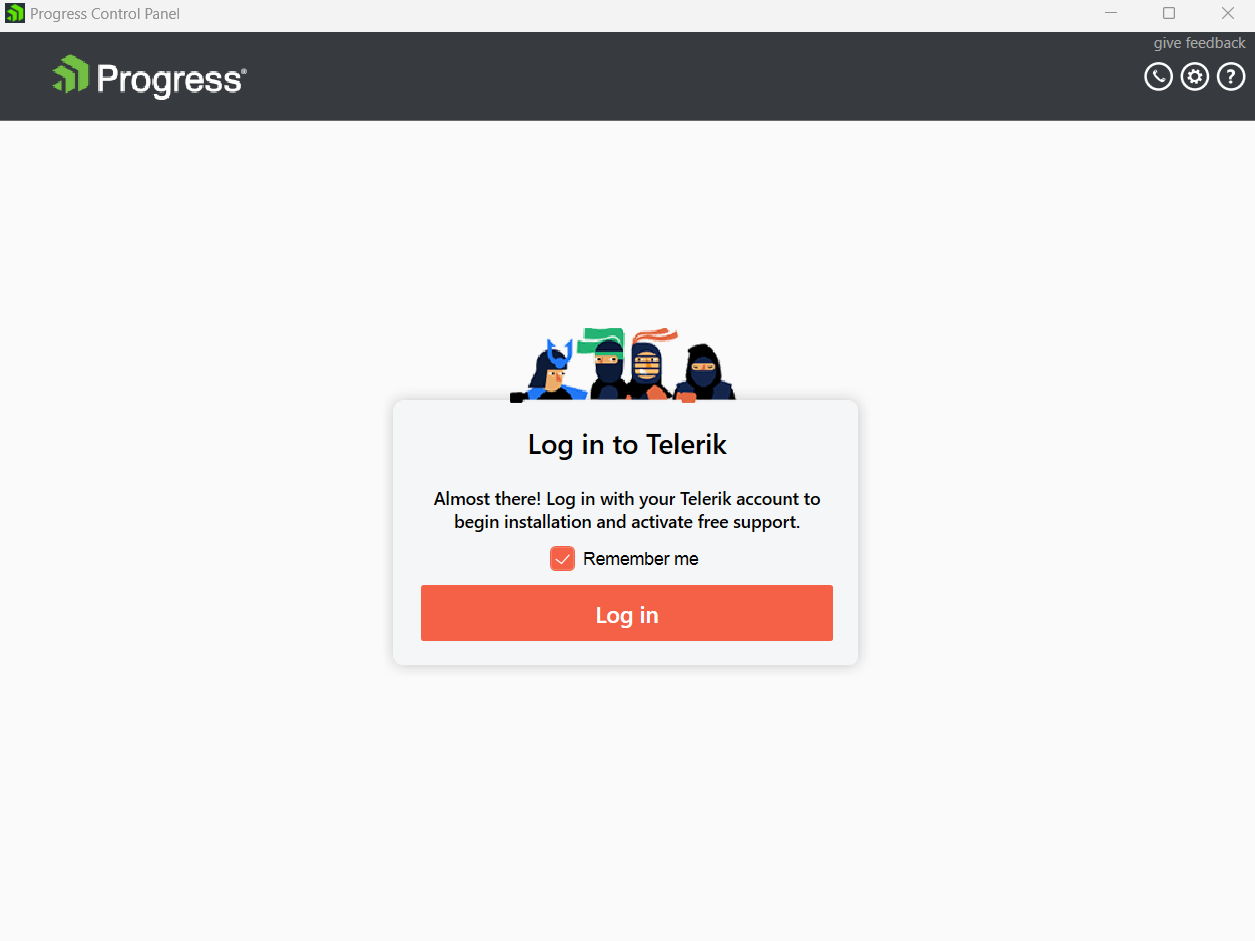 Progress Control Panel
give feedback
Progress®
?
Log in to Telerik
Almost there! Log in with your Telerik account to
begin installation and activate free support.
Remember me
Log in